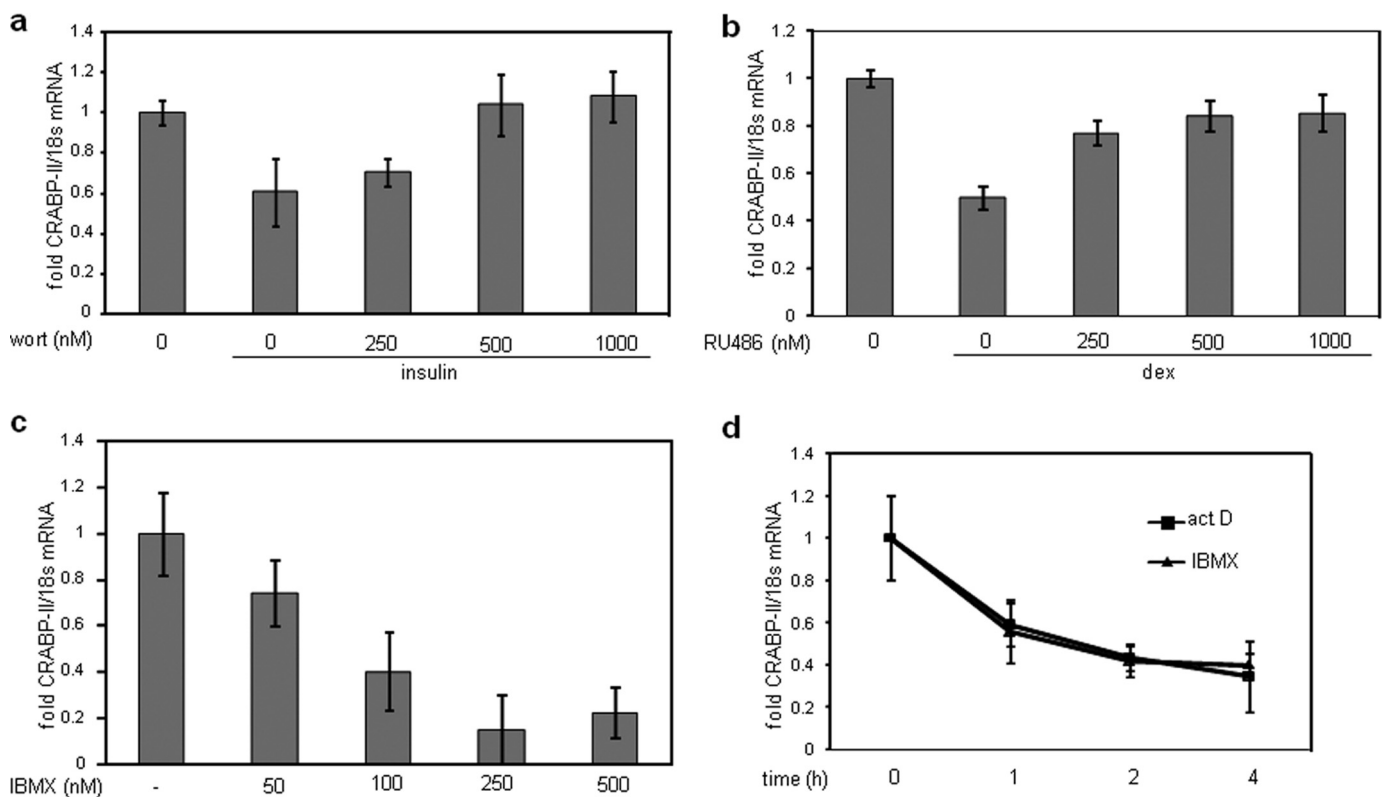 a
fold CRABP-II/18s mRNA
1.4
1.2
1
0.8
0.6
0.4
0.2
0
wort (nM) 0 0 250 500 1000
insulin
b
fold CRABP-II/18s mRNA
1.2
1
0.8
0.6
0.4
0.2
0
RU486 (nM) 0 0 250 500 1000
dex
c
fold CRABP-II/18s mRNA
1.4
1.2
1
0.8
0.6
0.4
0.2
0
IBMX (nM) - 50 100 250 500
d
fold CRABP-II/18s mRNA
1.4
1.2
1
0.8
0.6
0.4
0.2
0
act D
IBMX
time (h) 0 1 2 4